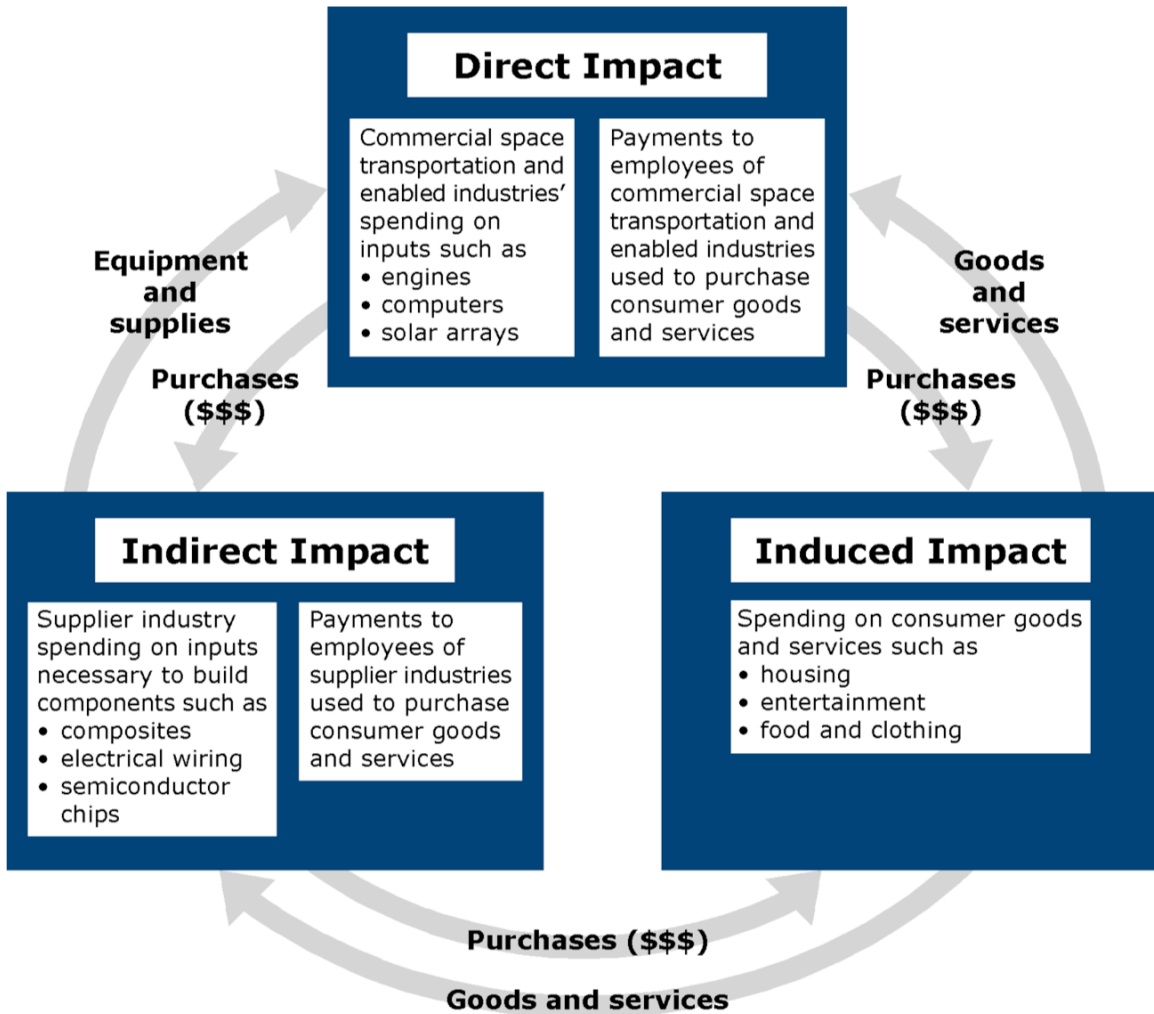 Direct Impact
Commercial space
transportation and
enabled industries’
spending on
inputs such as
• engines
• computers
• solar arrays
Payments to
employees of
commercial space
transportation and
enabled industries
used to purchase
consumer goods
and services
Equipment
and
supplies
Purchases
($$$)
Goods
and
services
Purchases
($$$)
Indirect Impact
Supplier industry
spending on inputs
necessary to build
components such as
• composites
• electrical wiring
• semiconductor
chips
Payments to
employees of
supplier industries
used to purchase
consumer goods
and services
Induced Impact
Spending on consumer goods
and services such as
• housing
• entertainment
• food and clothing
Purchases ($$$)
Goods and services